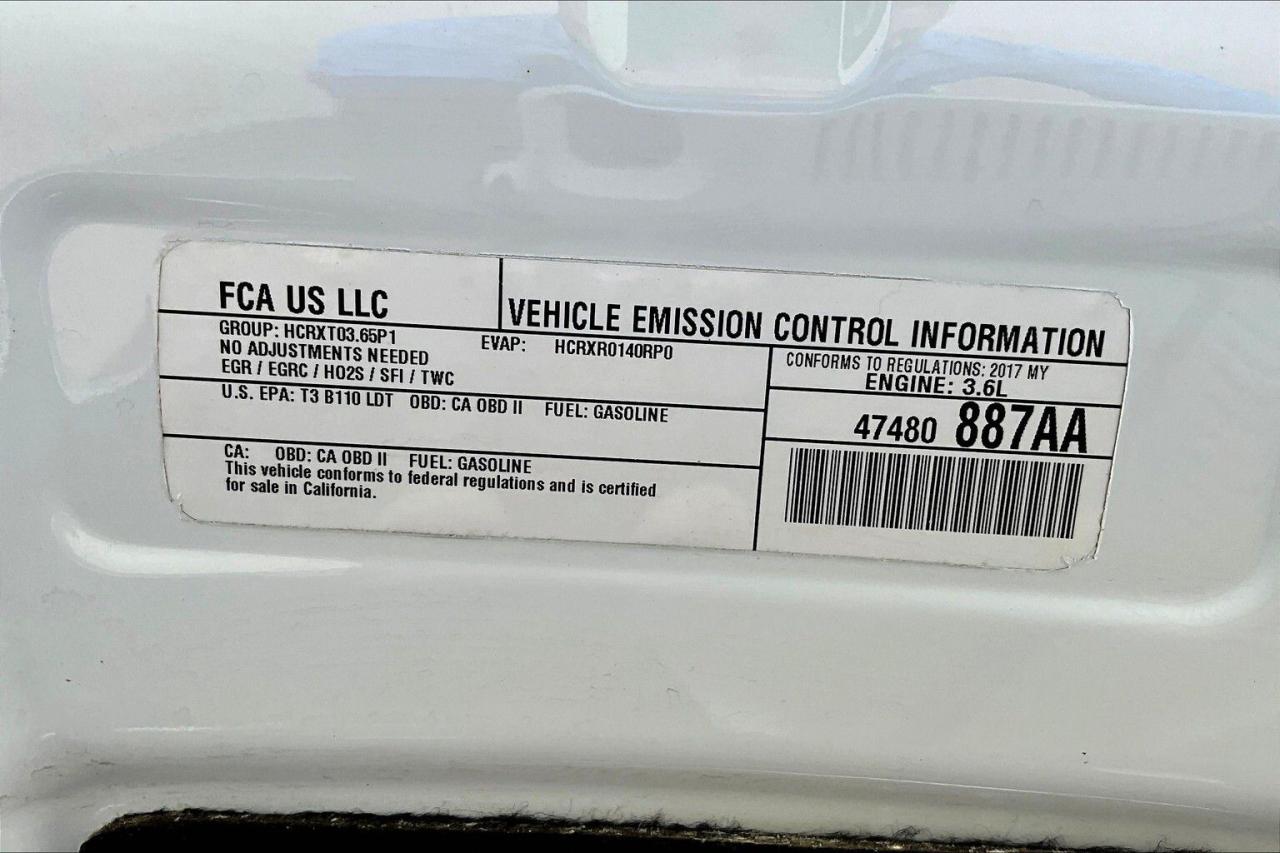 FCA US LLC
VEHICLE EMISSION CONTROL INFORMATION
GROUP: HCRXT03.65P1
EVAP: HCRXR0140RP0
NO ADJUSTMENTS NEEDED
EGR / EGRC / HO2S / SFI / TWC
CONFORMS TO REGULATIONS: 2017 MY
ENGINE: 3.6L
U.S. EPA: T3 B110 LDT OBD: CA OBD II FUEL: GASOLINE
47480 887AA
CA: OBD: CA OBD II FUEL: GASOLINE
This vehicle conforms to federal regulations and is certified
for sale in California.